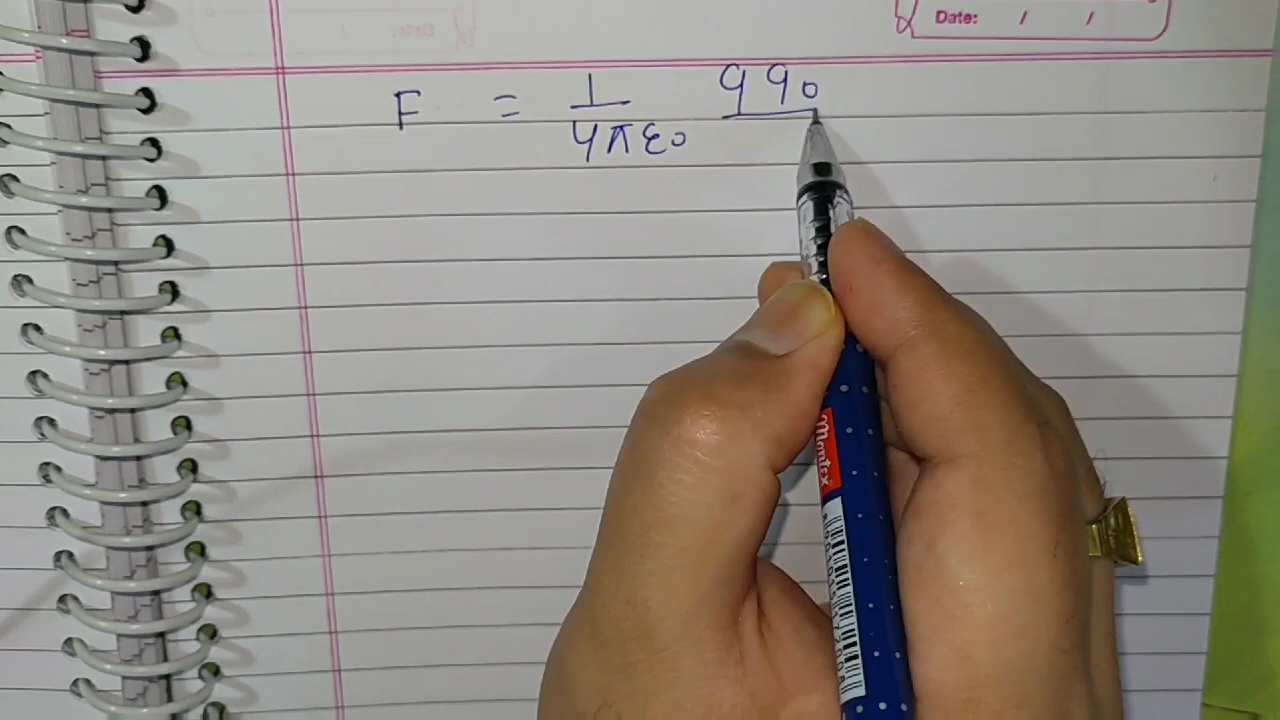 Date: / /
F = 1/4πε₀ qq₀
Montex